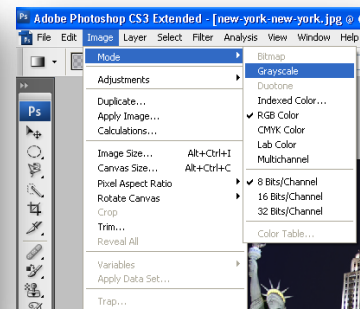 Adobe Photoshop CS3 Extended - [new-york-new-york.jpg @
File Edit Image Layer Select Filter Analysis View Window Help
Mode
Adjustments
Duplicate...
Apply Image...
Calculations...
Image Size... Alt+Ctrl+I
Canvas Size... Alt+Ctrl+C
Pixel Aspect Ratio
Rotate Canvas
Crop
Trim...
Reveal All
Variables
Apply Data Set...
Trap...
Bitmap
Grayscale
Duotone
Indexed Color...
RGB Color
CMYK Color
Lab Color
Multichannel
8 Bits/Channel
16 Bits/Channel
32 Bits/Channel
Color Table...
Ps